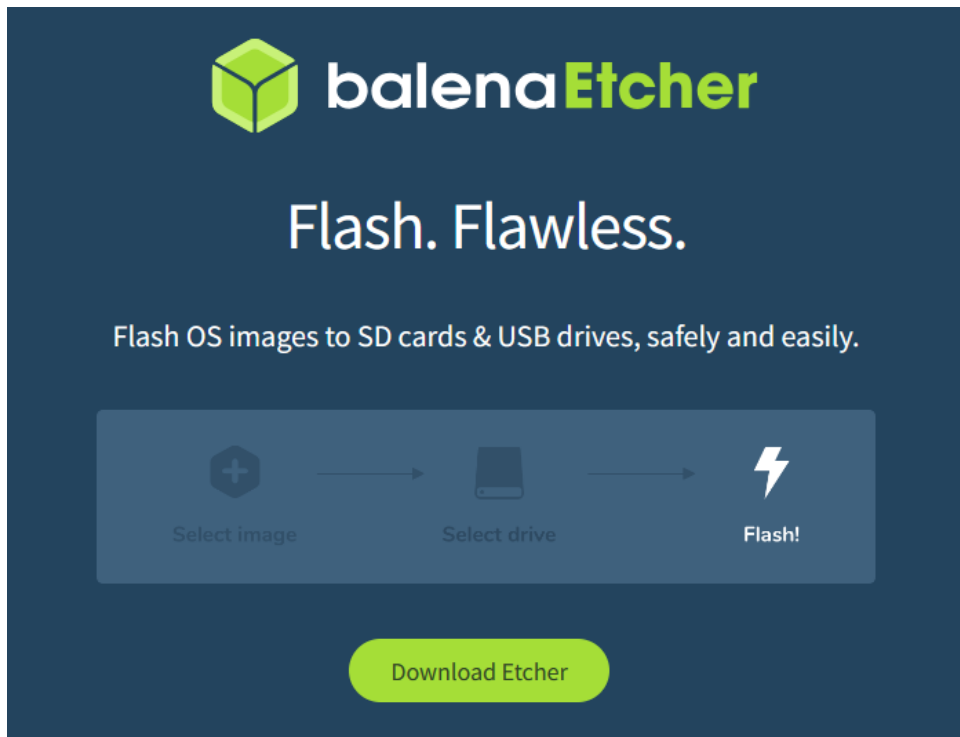 balenaEtcher
Flash. Flawless.
Flash OS images to SD cards & USB drives, safely and easily.
Select image
Select drive
Flash!
Download Etcher